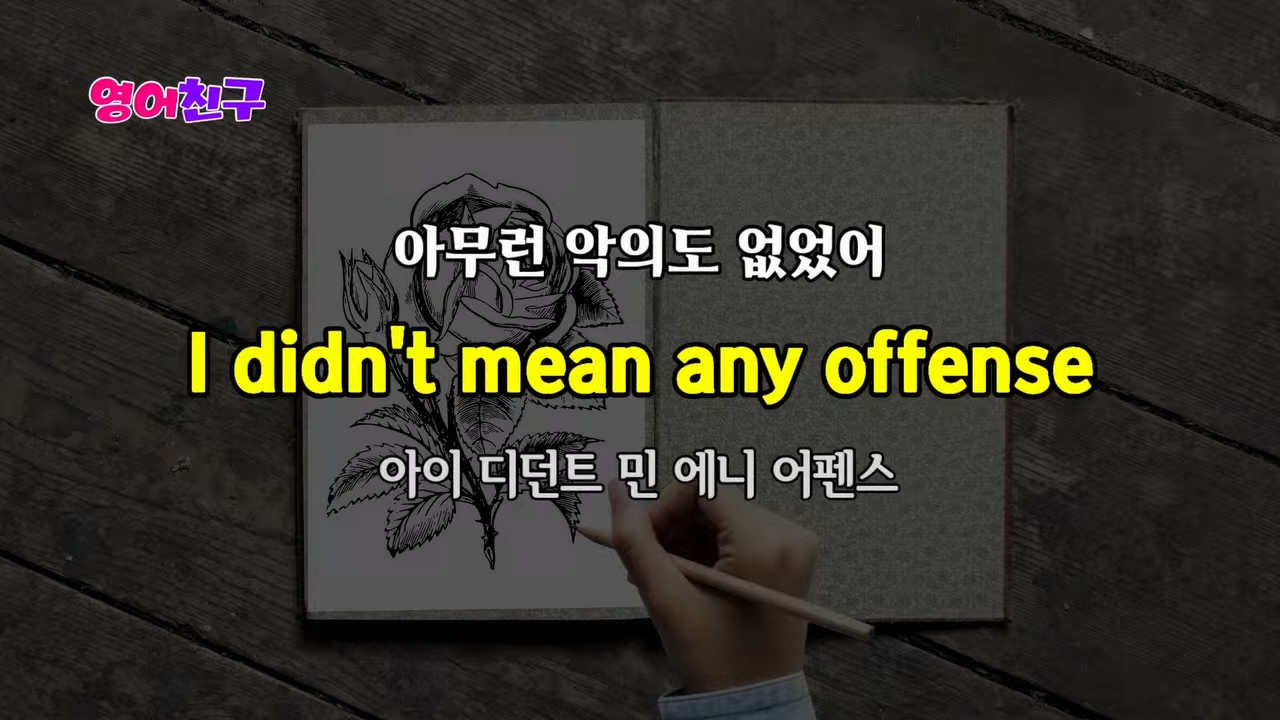 영어친구
아무런 악의도 없었어
I didn't mean any offense
아이 디던트 민 에니 어펜스